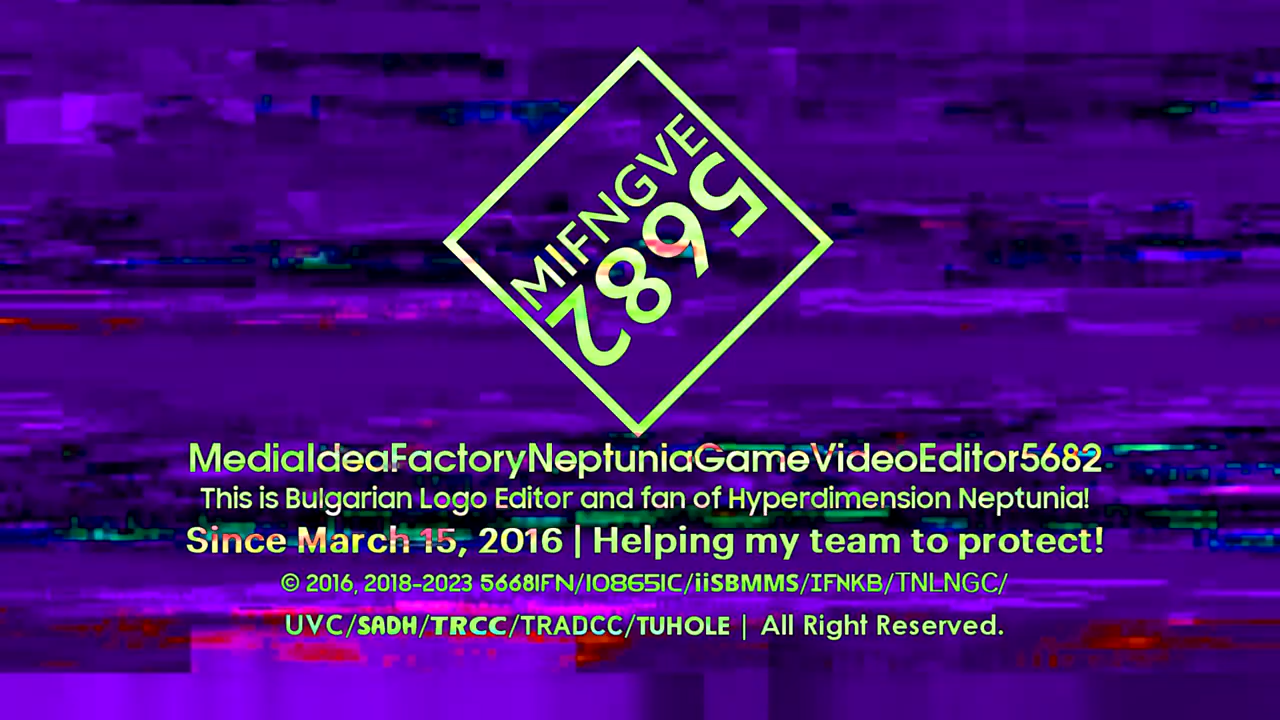 MIFNGVE
5682
MediaIdeaFactoryNeptuniaGameVideoEditor5682
This is Bulgarian Logo Editor and fan of Hyperdimension Neptunia!
Since March 15, 2016 | Helping my team to protect!
© 2016, 2018-2023 5668IFN/IO865IC/iiSBMMS/IFNKB/TNLNGC/
UVC/SADH/TRCC/TRADCC/TUHOLE | All Right Reserved.